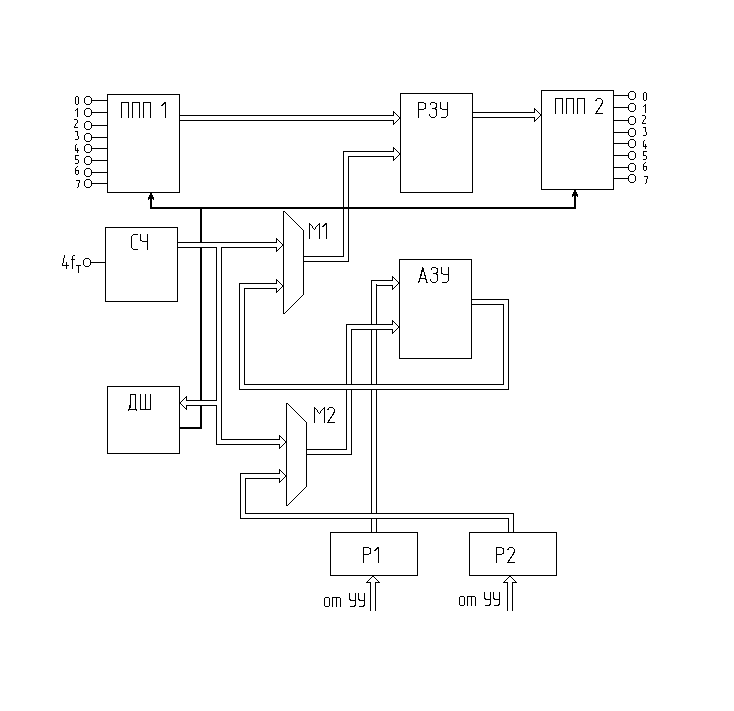 0 ППП 1 РЗУ ППП 2 0
1 1
2 2
3 3
4 4
5 5
6 6
7 7
СЧ М1
4fТ АЗУ
ДШ М2
Р1 Р2
от УУ от УУ